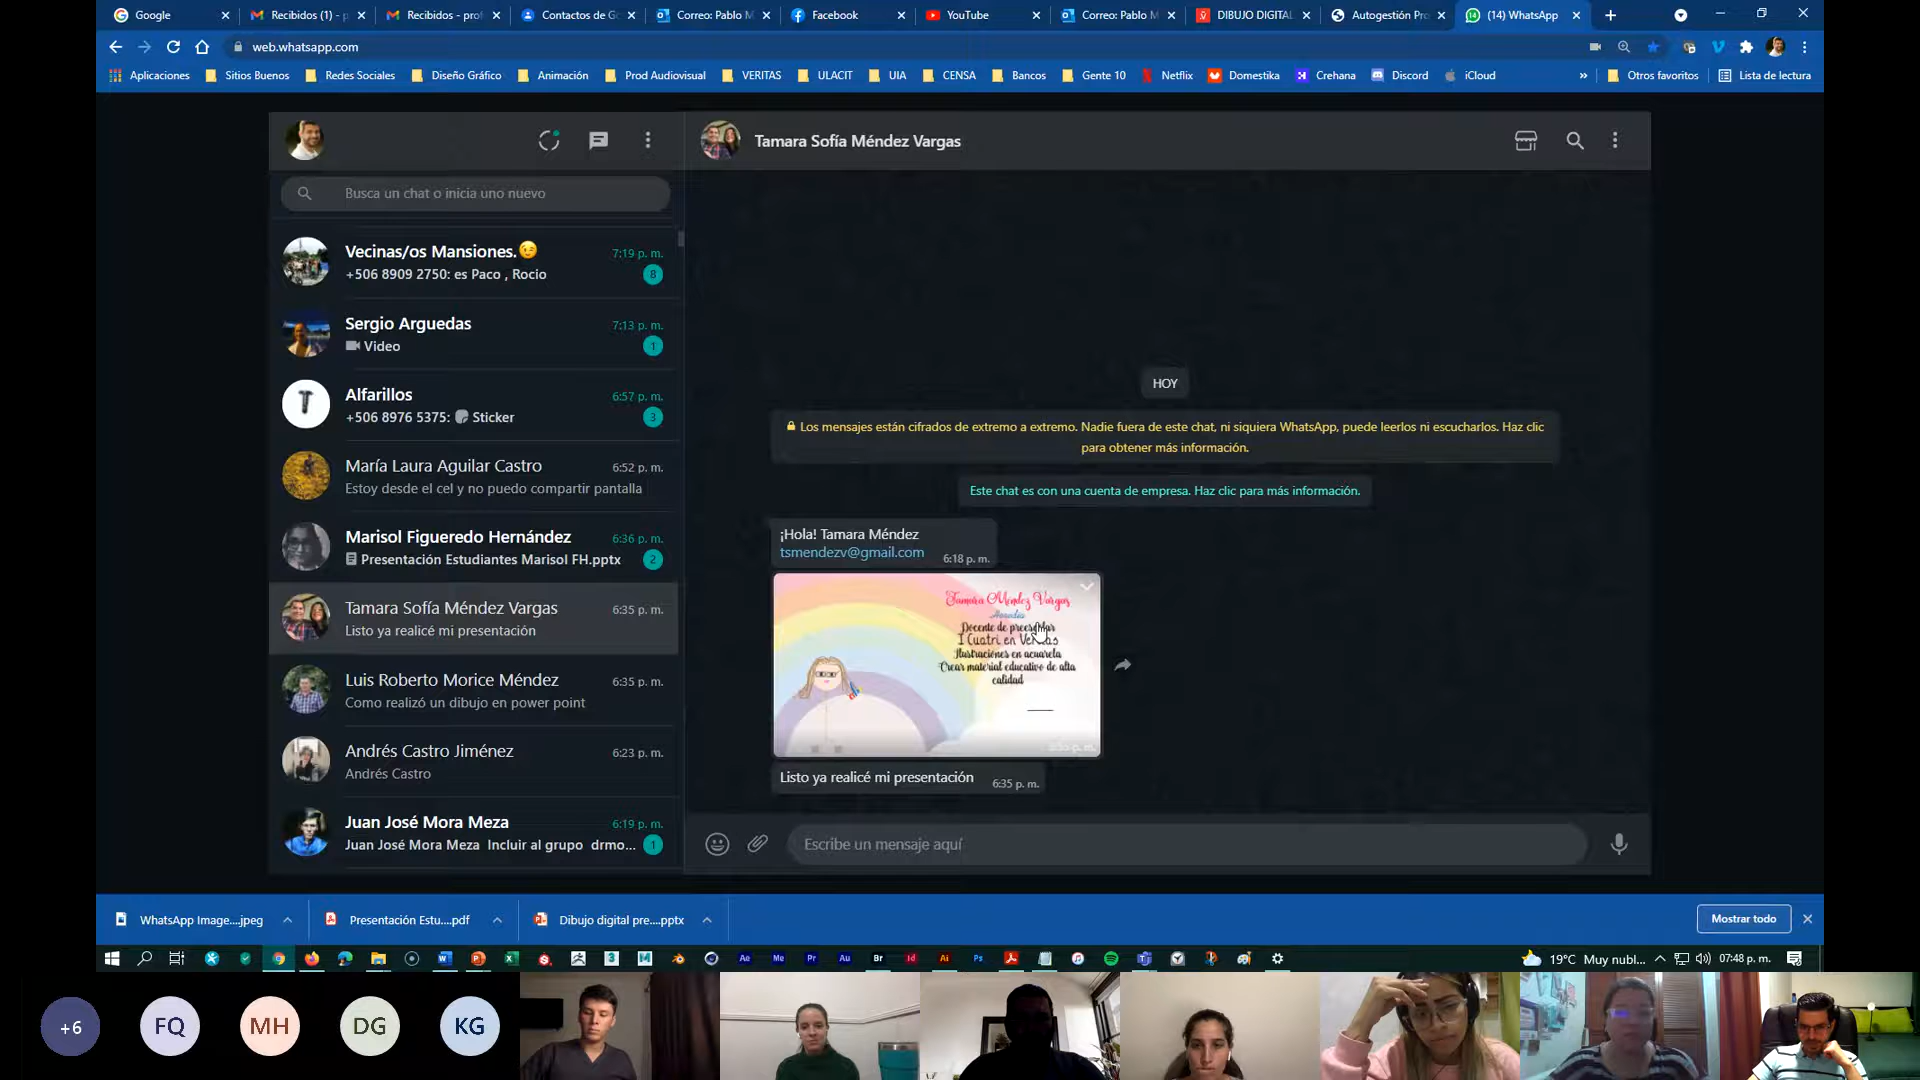 Google
Recibidos (1) - p
Recibidos - prof
Contactos de Go
Correo: Pablo M
Facebook
YouTube
Correo: Pablo M
DIBUJO DIGITAL
Autogestión Pro
(14) WhatsApp
web.whatsapp.com
Aplicaciones
Sitios Buenos
Redes Sociales
Diseño Gráfico
Animación
Prod Audiovisual
VERITAS
ULACIT
UIA
CENSA
Bancos
Gente 10
Netflix
Domestika
Crehana
Discord
iCloud
»
Otros favoritos
Lista de lectura
Busca un chat o inicia uno nuevo
Vecinas/os Mansiones.😉 7:19 p. m.
+506 8909 2750: es Paco , Rocio 8
Sergio Arguedas 7:13 p. m.
Video 1
Alfarillos 6:57 p. m.
+506 8976 5375: Sticker 3
María Laura Aguilar Castro 6:52 p. m.
Estoy desde el cel y no puedo compartir pantalla
Marisol Figueredo Hernández 6:36 p. m.
Presentación Estudiantes Marisol FH.pptx 2
Tamara Sofía Méndez Vargas 6:35 p. m.
Listo ya realicé mi presentación
Luis Roberto Morice Méndez 6:35 p. m.
Como realizó un dibujo en power point
Andrés Castro Jiménez 6:23 p. m.
Andrés Castro
Juan José Mora Meza 6:19 p. m.
Juan José Mora Meza Incluir al grupo drmo... 1
Tamara Sofía Méndez Vargas
HOY
Los mensajes están cifrados de extremo a extremo. Nadie fuera de este chat, ni siquiera WhatsApp, puede leerlos ni escucharlos. Haz clic
para obtener más información.
Este chat es con una cuenta de empresa. Haz clic para más información.
¡Hola! Tamara Méndez
tsmendezv@gmail.com 6:18 p. m.
Tamara Méndez Vargas
Heredia
Docente de preescolar
I Cuatri en Veritas
Ilustraciones en acuarela
Crear material educativo de alta
calidad
Listo ya realicé mi presentación 6:35 p. m.
Escribe un mensaje aquí
WhatsApp Image....jpeg
Presentación Estu....pdf
Dibujo digital pre....pptx
Mostrar todo
19°C Muy nubl... 07:48 p. m.
+6
FQ
MH
DG
KG